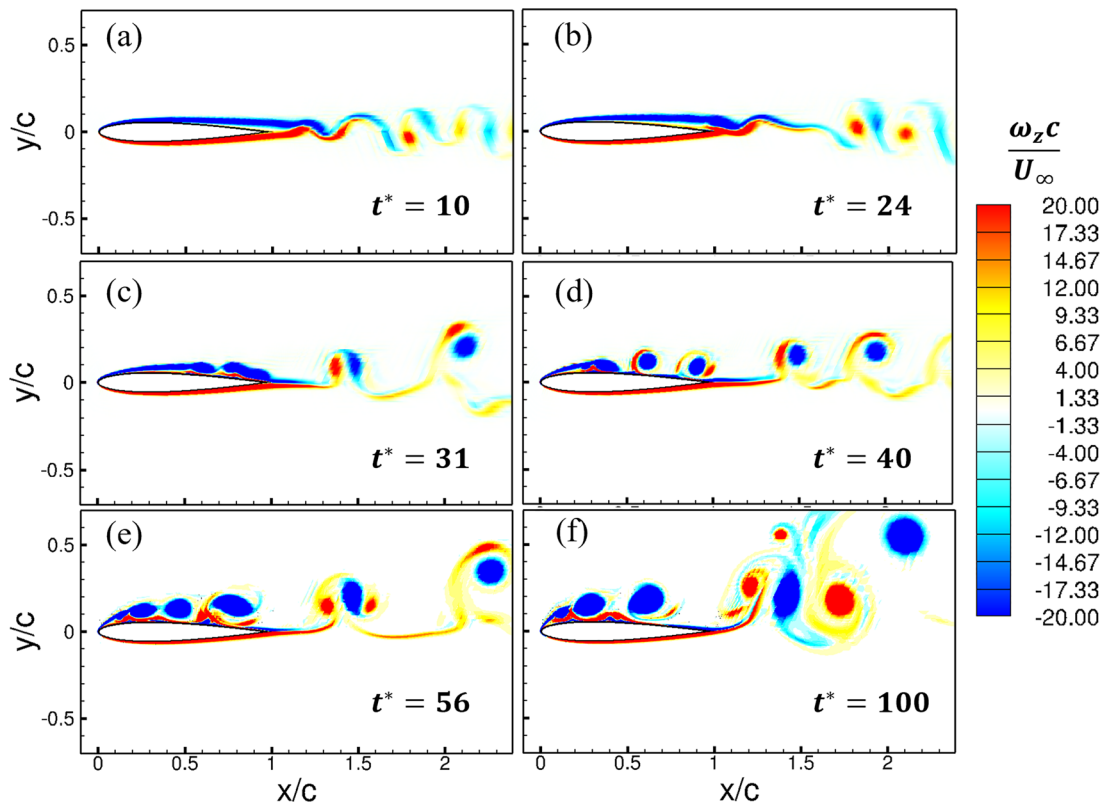 (a)
(b)
0.5
0
-0.5
y/c
t* = 10
t* = 24
ω_z c
U_∞
(c)
(d)
0.5
0
-0.5
y/c
t* = 31
t* = 40
20.00
17.33
14.67
12.00
9.33
6.67
4.00
1.33
-1.33
-4.00
-6.67
-9.33
-12.00
-14.67
-17.33
-20.00
(e)
(f)
0.5
0
-0.5
y/c
t* = 56
t* = 100
0 0.5 1 1.5 2
0 0.5 1 1.5 2
x/c
x/c